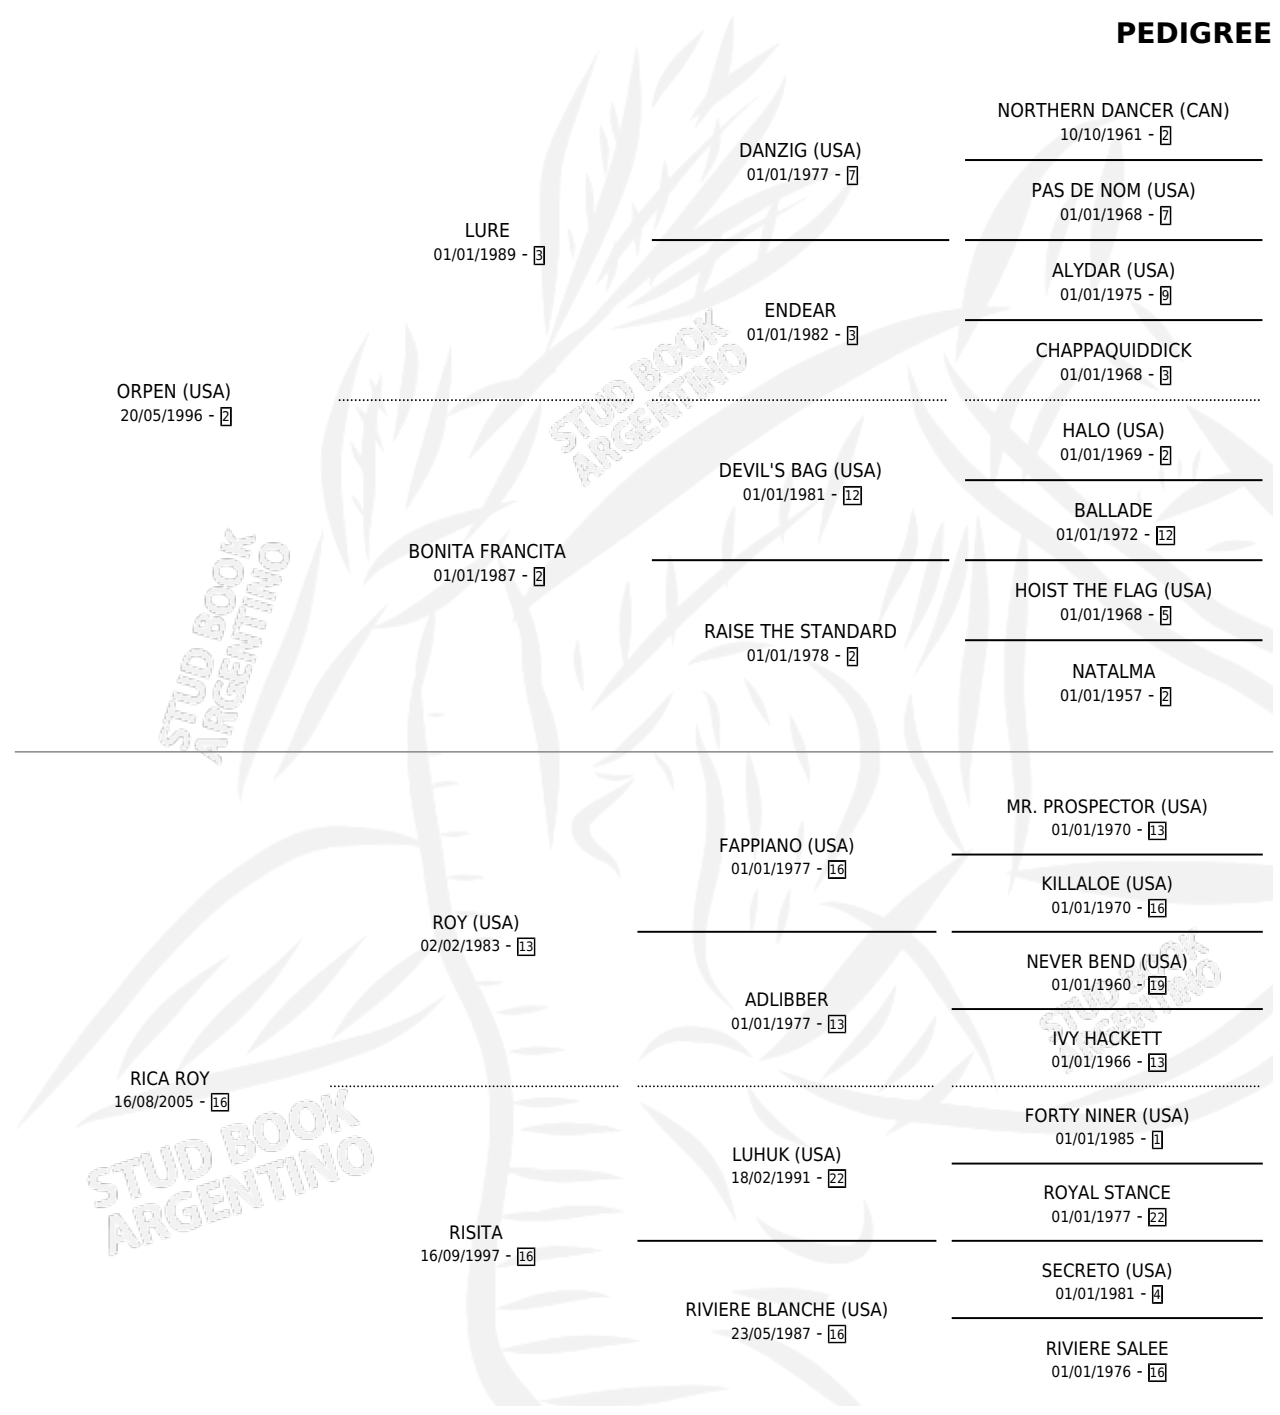 PEDIGREE
NORTHERN DANCER (CAN)
10/10/1961 - 2
DANZIG (USA)
01/01/1977 - 7
PAS DE NOM (USA)
01/01/1968 - 7
LURE
01/01/1989 - 3
ALYDAR (USA)
01/01/1975 - 9
ENDEAR
01/01/1982 - 3
CHAPPAQUIDDICK
01/01/1968 - 3
ORPEN (USA)
20/05/1996 - 2
STUD BOOK
ARGENTINO
HALO (USA)
01/01/1969 - 2
DEVIL'S BAG (USA)
01/01/1981 - 12
BALLADE
01/01/1972 - 12
BONITA FRANCITA
01/01/1987 - 2
HOIST THE FLAG (USA)
01/01/1968 - 5
RAISE THE STANDARD
01/01/1978 - 2
NATALMA
01/01/1957 - 2
STUD BOOK
ARGENTINO
MR. PROSPECTOR (USA)
01/01/1970 - 13
FAPPIANO (USA)
01/01/1977 - 16
KILLALOE (USA)
01/01/1970 - 16
ROY (USA)
02/02/1983 - 13
NEVER BEND (USA)
01/01/1960 - 19
ADLIBBER
01/01/1977 - 13
STUD BOOK
ARGENTINO
IVY HACKETT
01/01/1966 - 13
RICA ROY
16/08/2005 - 16
STUD BOOK
ARGENTINO
FORTY NINER (USA)
01/01/1985 - 1
LUHUK (USA)
18/02/1991 - 22
ROYAL STANCE
01/01/1977 - 22
RISITA
16/09/1997 - 16
SECRETO (USA)
01/01/1981 - 4
RIVIERE BLANCHE (USA)
23/05/1987 - 16
RIVIERE SALEE
01/01/1976 - 16